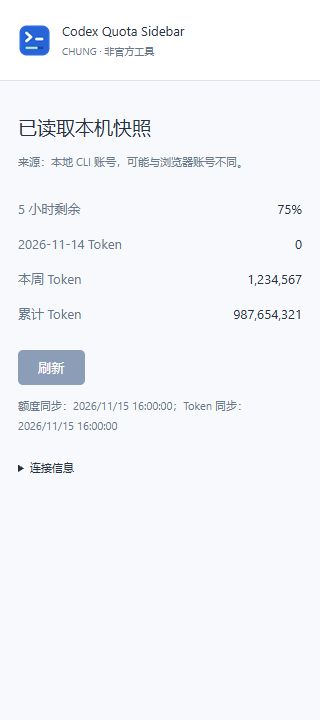 Codex Quota Sidebar
CHUNG · 非官方工具
已读取本机快照
来源：本地 CLI 账号，可能与浏览器账号不同。
5 小时剩余 75%
2026-11-14 Token 0
本周 Token 1,234,567
累计 Token 987,654,321
刷新
额度同步：2026/11/15 16:00:00；Token 同步：
2026/11/15 16:00:00
连接信息